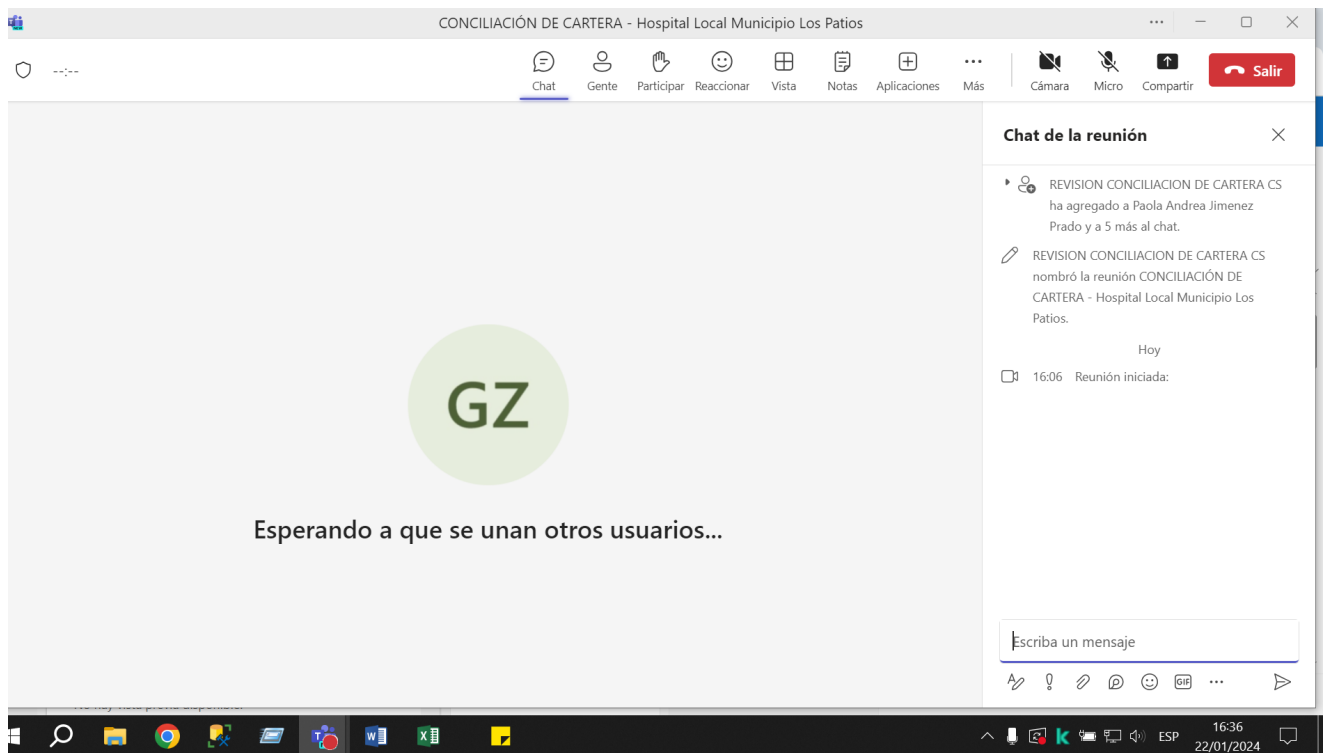 CONCILIACIÓN DE CARTERA - Hospital Local Municipio Los Patios
--:--
Chat
Gente
Participar
Reaccionar
Vista
Notas
Aplicaciones
Más
Cámara
Micro
Compartir
Salir
GZ
Esperando a que se unan otros usuarios...
Chat de la reunión
REVISION CONCILIACION DE CARTERA CS
ha agregado a Paola Andrea Jimenez
Prado y a 5 más al chat.
REVISION CONCILIACION DE CARTERA CS
nombró la reunión CONCILIACIÓN DE
CARTERA - Hospital Local Municipio Los
Patios.
Hoy
16:06 Reunión iniciada:
Escriba un mensaje
GIF
ESP
16:36
22/01/2024